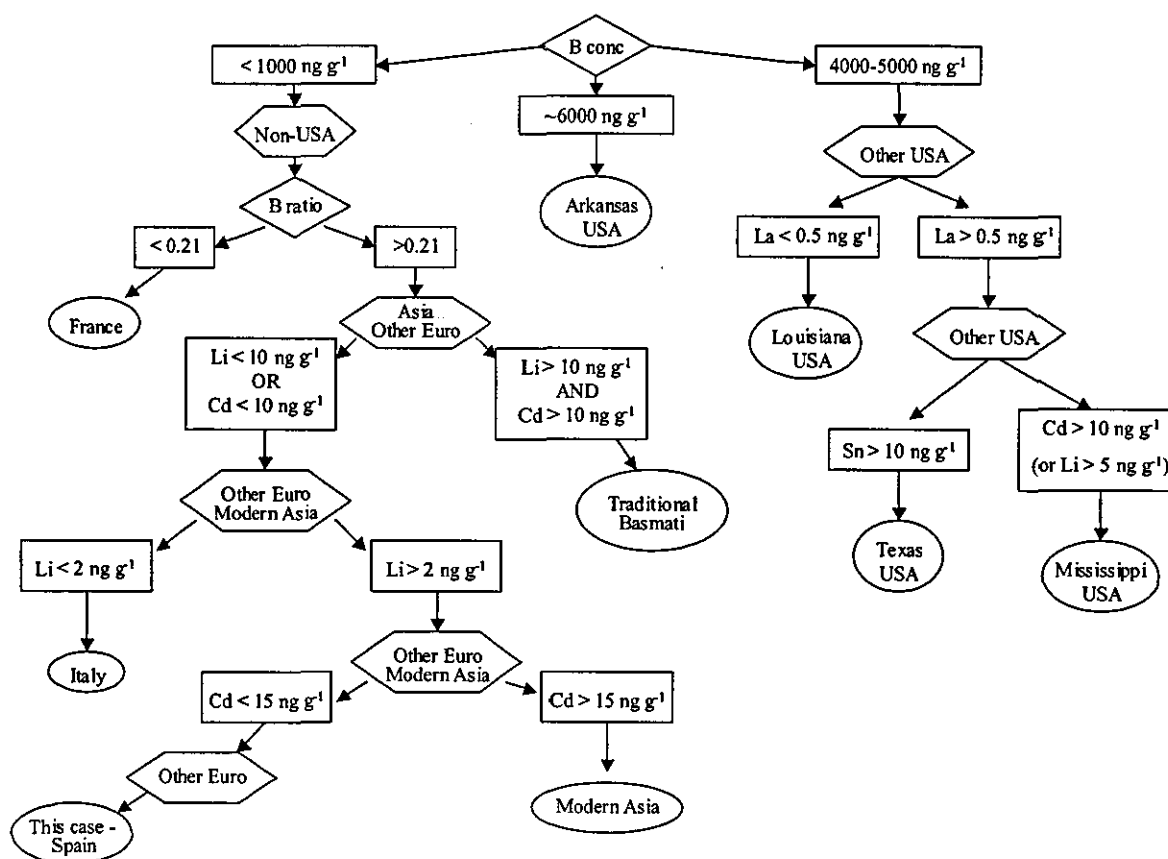 B conc
< 1000 ng g⁻¹
~6000 ng g⁻¹
4000-5000 ng g⁻¹
Non-USA
Other USA
B ratio
Arkansas
USA
< 0.21
>0.21
La < 0.5 ng g⁻¹
La > 0.5 ng g⁻¹
France
Asia
Other Euro
Louisiana
USA
Other USA
Li < 10 ng g⁻¹
OR
Cd < 10 ng g⁻¹
Li > 10 ng g⁻¹
AND
Cd > 10 ng g⁻¹
Sn > 10 ng g⁻¹
Cd > 10 ng g⁻¹
(or Li > 5 ng g⁻¹)
Other Euro
Modern Asia
Traditional
Basmati
Texas
USA
Mississippi
USA
Li < 2 ng g⁻¹
Li > 2 ng g⁻¹
Italy
Other Euro
Modern Asia
Cd < 15 ng g⁻¹
Cd > 15 ng g⁻¹
Other Euro
Modern Asia
This case -
Spain